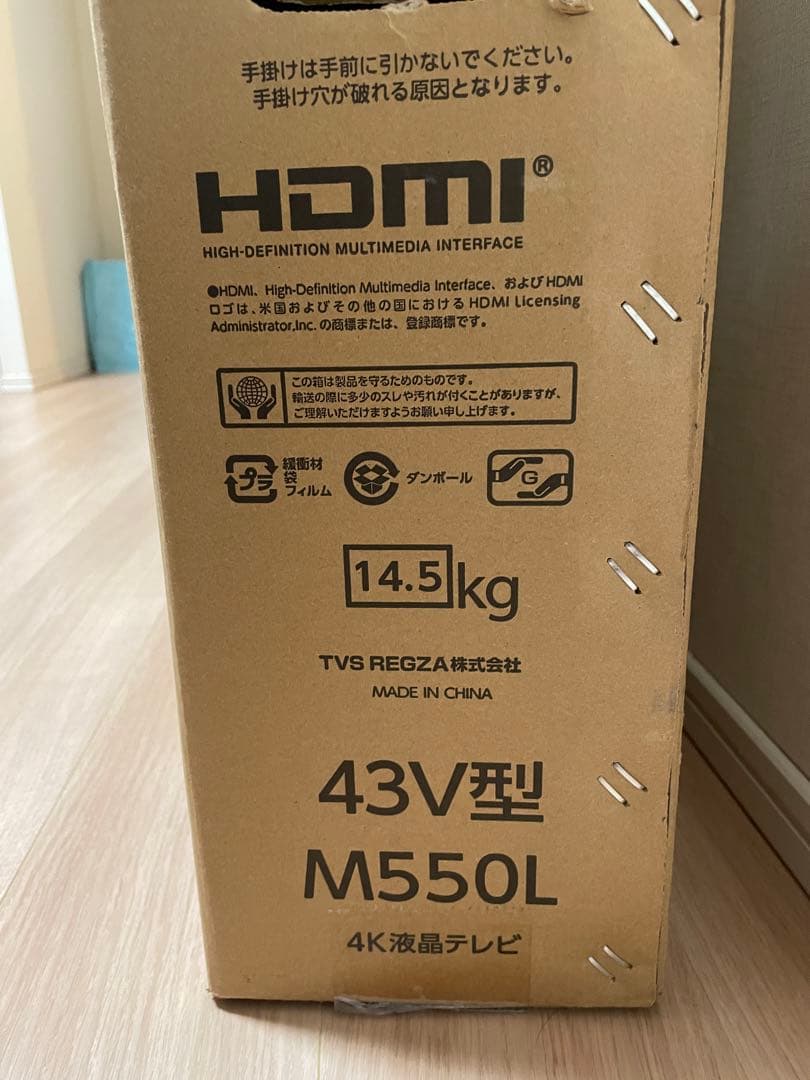 手掛けは手前に引かないでください。
手掛け穴が破れる原因となります。
HDMI®
HIGH-DEFINITION MULTIMEDIA INTERFACE
●HDMI、High-Definition Multimedia Interface、およびHDMI
ロゴは、米国およびその他の国における HDMI Licensing
Administrator,Inc. の商標または、登録商標です。
この箱は製品を守るためのものです。
輸送の際に多少のスレや汚れが付くことがありますが、
ご理解いただけますようお願い申し上げます。
プラ
緩衝材
袋
フィルム
ダンボール
G
14.5kg
TVS REGZA株式会社
MADE IN CHINA
43V型
M550L
4K液晶テレビ